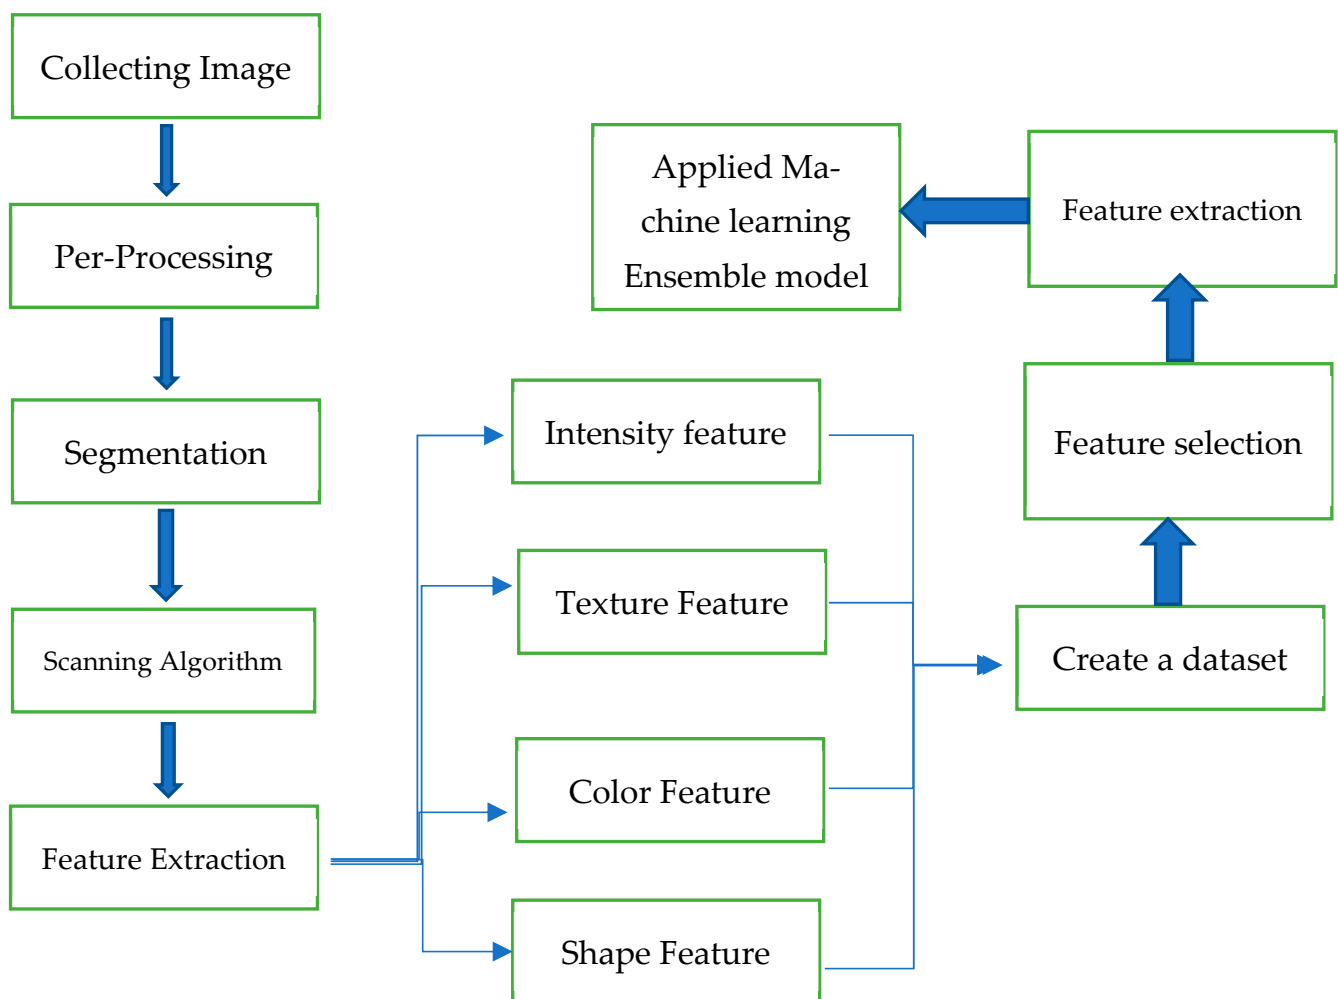 Collecting Image
Per-Processing
Segmentation
Scanning Algorithm
Feature Extraction
Intensity feature
Texture Feature
Color Feature
Shape Feature
Create a dataset
Feature selection
Feature extraction
Applied Ma-
chine learning
Ensemble model